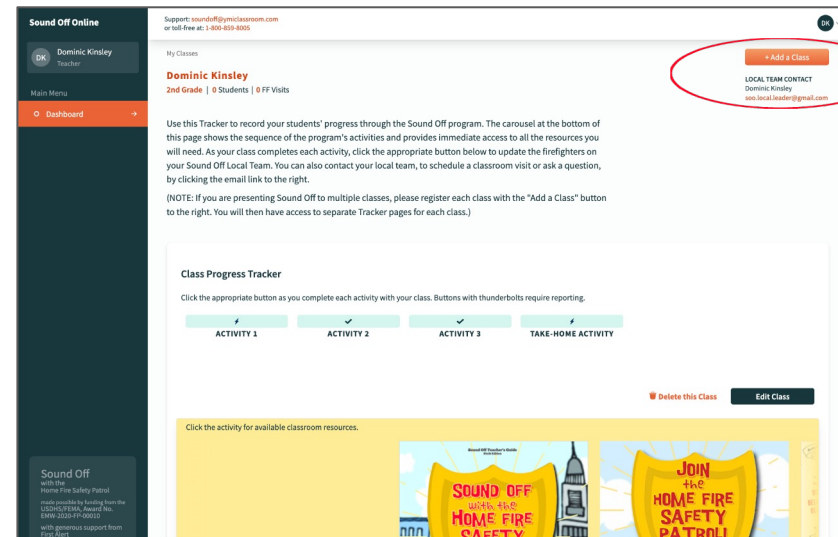 Sound Off Online
Support: soundoff@ymiclassroom.com
or toll-free at: 1-800-859-8005
DK
DK
Dominic Kinsley
Teacher
Main Menu
Dashboard
My Classes
+ Add a Class
Dominic Kinsley
2nd Grade | 0 Students | 0 FF Visits
LOCAL TEAM CONTACT
Dominic Kinsley
soo.local.leader@gmail.com
Use this Tracker to record your students' progress through the Sound Off program. The carousel at the bottom of
this page shows the sequence of the program's activities and provides immediate access to all the resources you
will need. As your class completes each activity, click the appropriate button below to update the firefighters on
your Sound Off Local Team. You can also contact your local team, to schedule a classroom visit or ask a question,
by clicking the email link to the right.
(NOTE: If you are presenting Sound Off to multiple classes, please register each class with the "Add a Class" button
to the right. You will then have access to separate Tracker pages for each class.)
Class Progress Tracker
Click the appropriate button as you complete each activity with your class. Buttons with thunderbolts require reporting.
ACTIVITY 1
ACTIVITY 2
ACTIVITY 3
TAKE-HOME ACTIVITY
Delete this Class
Edit Class
Click the activity for available classroom resources.
Sound Off Teacher's Guide
SOUND OFF
with the
HOME FIRE
SAFETY
JOIN
the
HOME FIRE
SAFETY
PATROL!
Sound Off
with the
Home Fire Safety Patrol
made possible by funding from the
USDHS/FEMA, Award No.
EMW-2020-FP-00010
with generous support from
First Alert